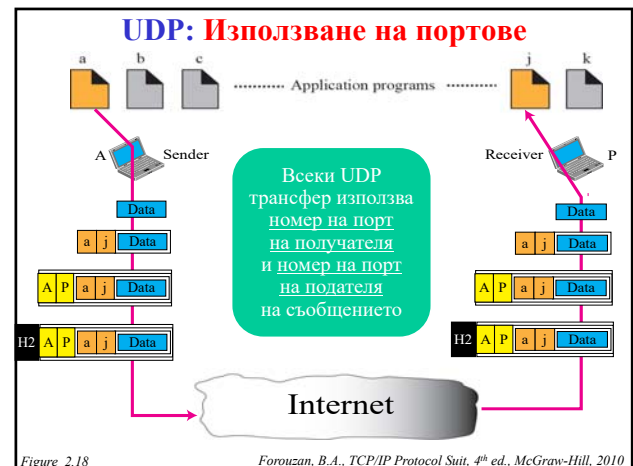 UDP: Използване на портове
a b c j k
Application programs
A Sender Receiver P
Всеки UDP
трансфер използва
номер на порт
на получателя
и номер на порт
на подателя
на съобщението
Data Data
a j Data a j Data
A P a j Data A P a j Data
H2 A P a j Data H2 A P a j Data
Internet
Figure 2.18 Forouzan, B.A., TCP/IP Protocol Suit, 4th ed., McGraw-Hill, 2010